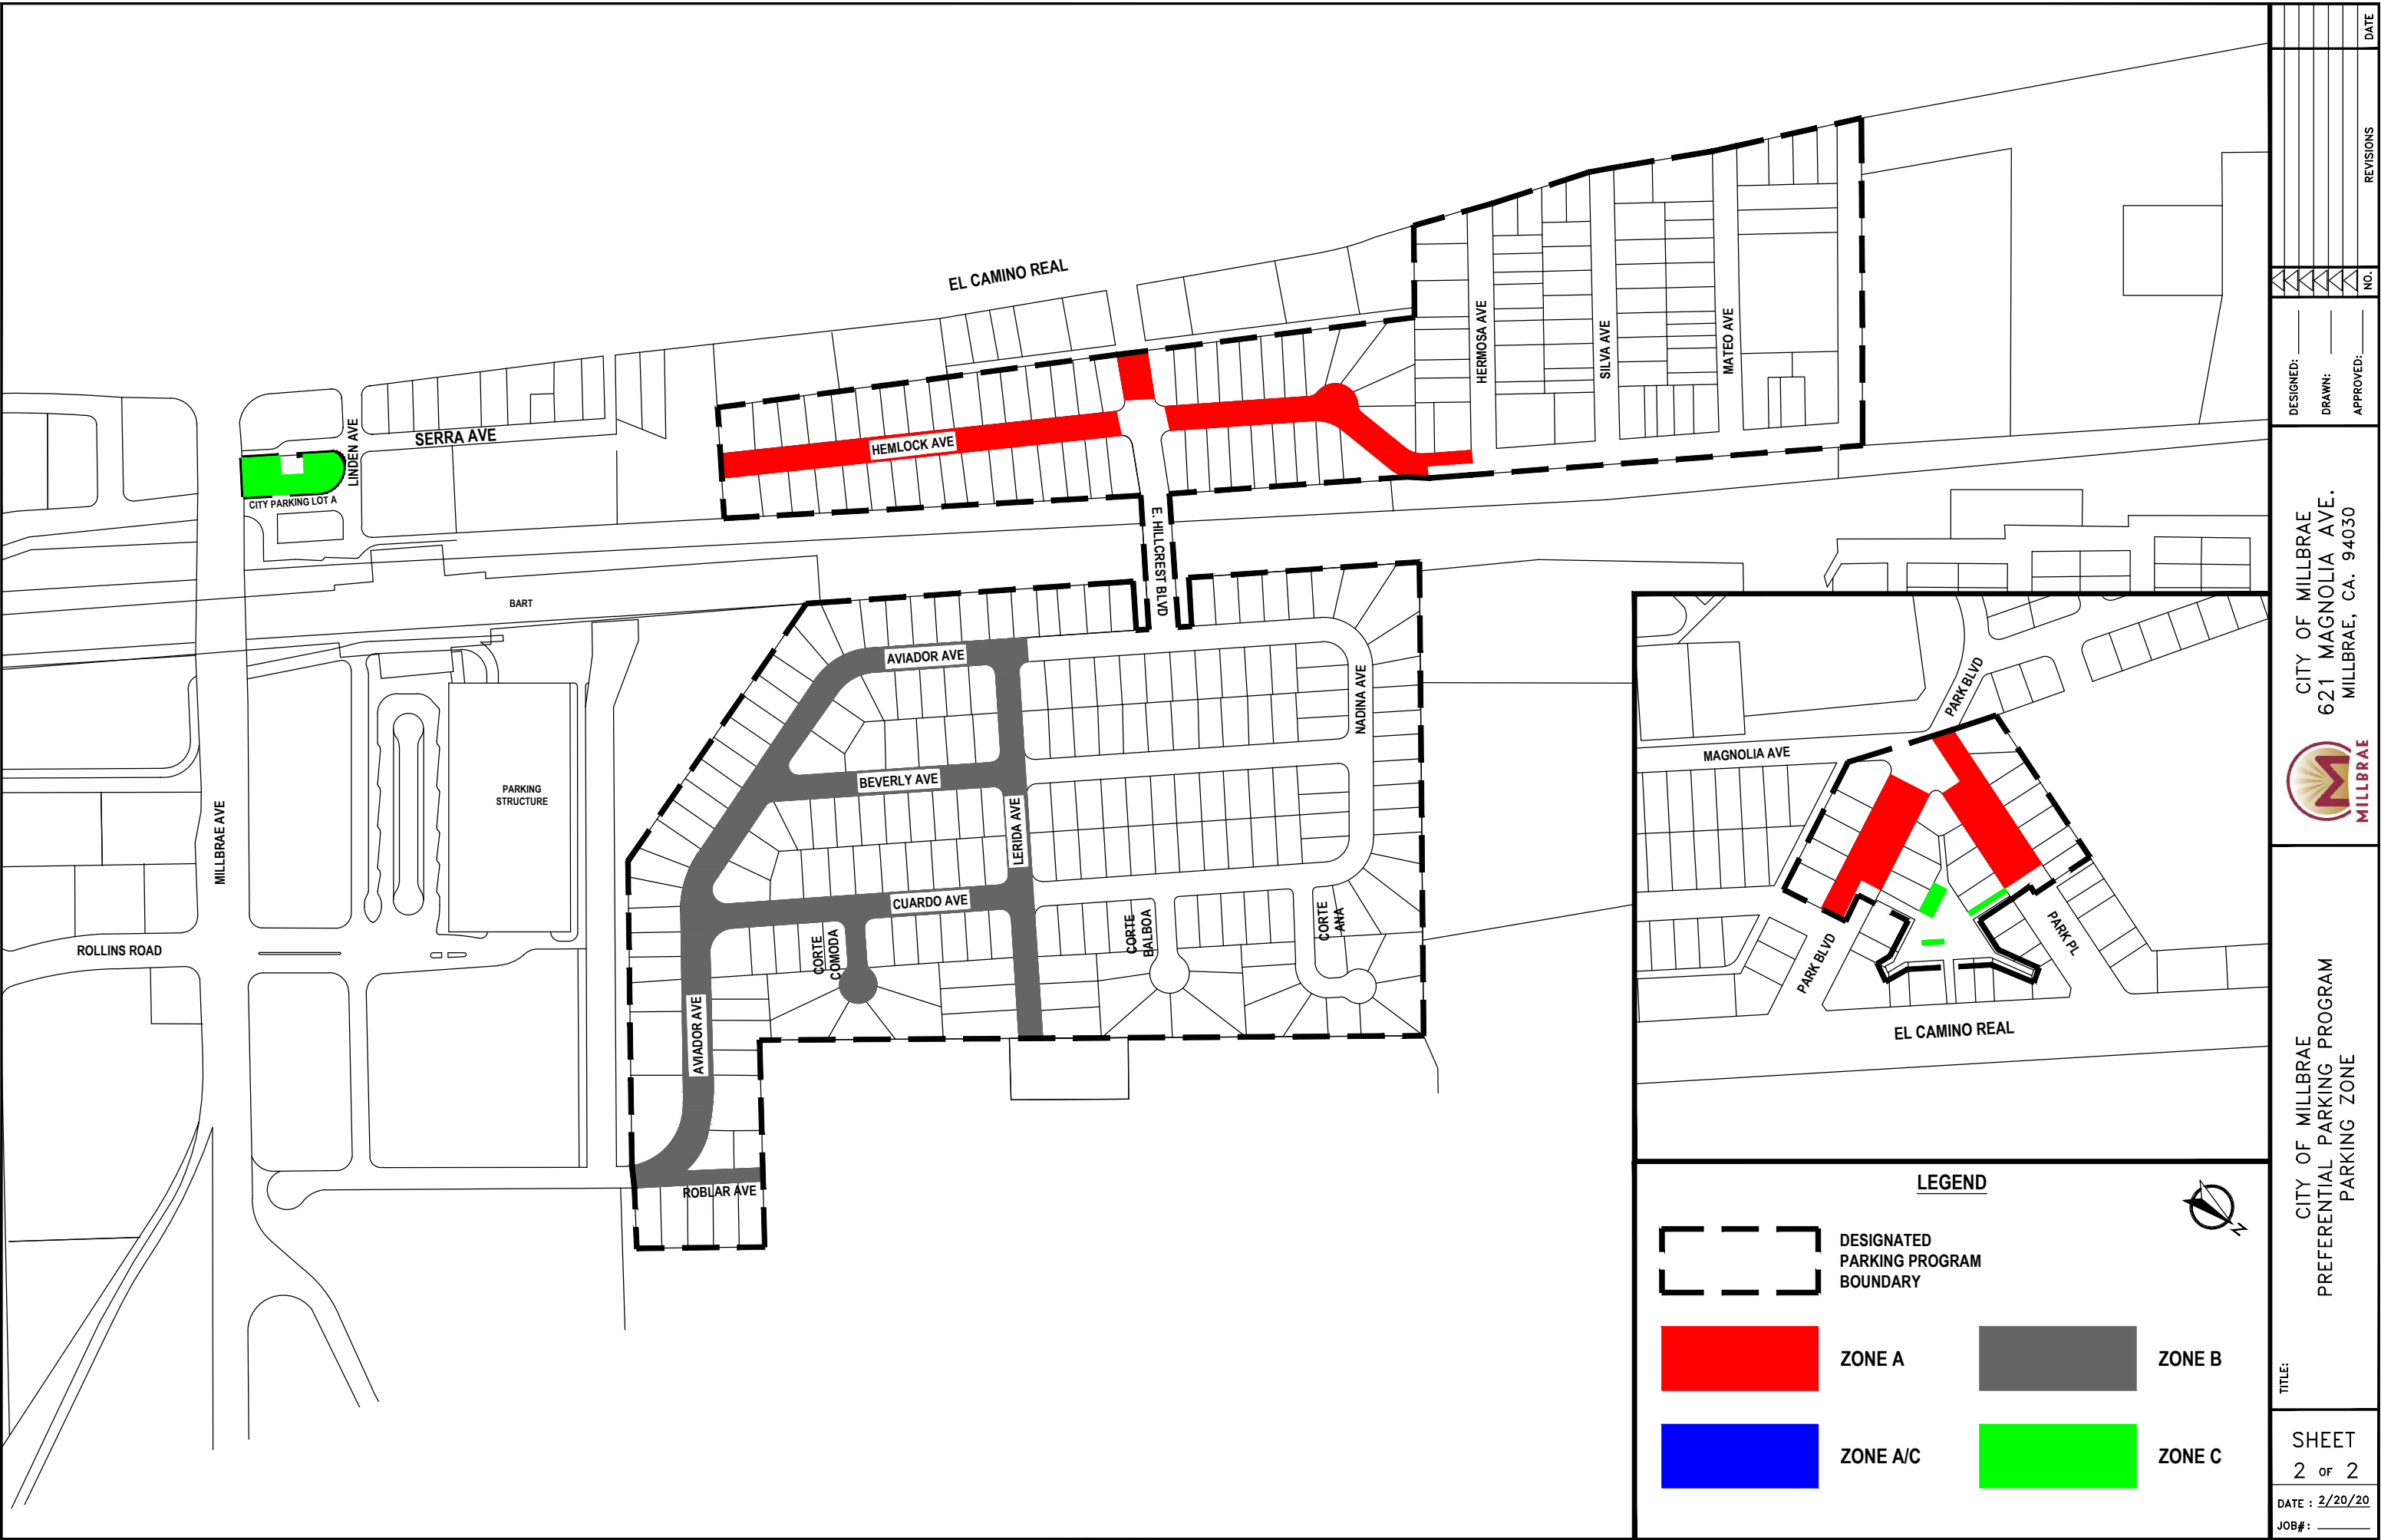 EL CAMINO REAL
HERMOSA AVE
SILVA AVE
MATEO AVE
LINDEN AVE
SERRA AVE
HEMLOCK AVE
CITY PARKING LOT A
E. HILLCREST BLVD
BART
AVIADOR AVE
NADINA AVE
BEVERLY AVE
PARKING
STRUCTURE
MILLBRAE AVE
LERIDA AVE
CUARDO AVE
CORTE
COMODA
CORTE
BALBOA
CORTE
ANA
ROLLINS ROAD
AVIADOR AVE
ROBLAR AVE
PARK BLVD
MAGNOLIA AVE
PARK BLVD
PARK PL
EL CAMINO REAL
LEGEND
N
DESIGNATED
PARKING PROGRAM
BOUNDARY
ZONE A
ZONE B
ZONE A/C
ZONE C
DATE
REVISIONS
NO.
DESIGNED:
DRAWN:
APPROVED:
CITY OF MILLBRAE
621 MAGNOLIA AVE.
MILLBRAE, CA. 94030
MILLBRAE
CITY OF MILLBRAE
PREFERENTIAL PARKING PROGRAM
PARKING ZONE
TITLE:
SHEET
2 OF 2
DATE : 2/20/20
JOB#: